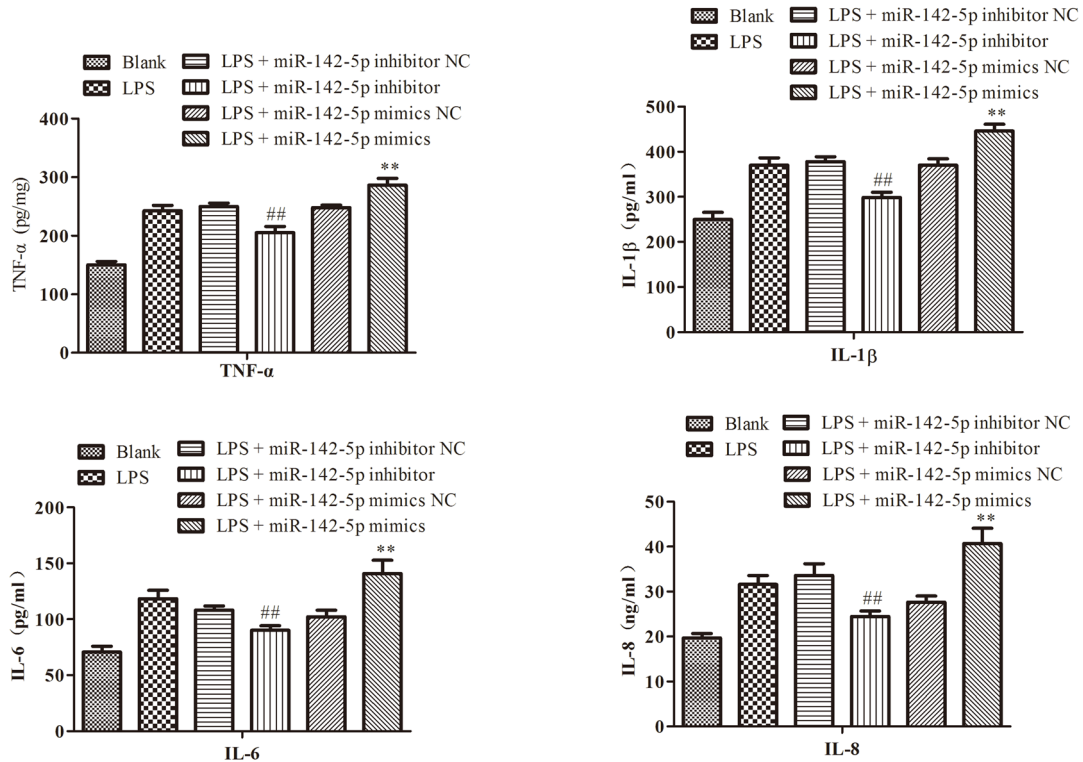 Blank
LPS
LPS + miR-142-5p inhibitor NC
LPS + miR-142-5p inhibitor
LPS + miR-142-5p mimics NC
LPS + miR-142-5p mimics
TNF-α (pg/mg)
400
300
200
100
0
##
**
TNF-α
Blank
LPS
LPS + miR-142-5p inhibitor NC
LPS + miR-142-5p inhibitor
LPS + miR-142-5p mimics NC
LPS + miR-142-5p mimics
IL-1β (pg/ml)
500
400
300
200
100
0
##
**
IL-1β
Blank
LPS
LPS + miR-142-5p inhibitor NC
LPS + miR-142-5p inhibitor
LPS + miR-142-5p mimics NC
LPS + miR-142-5p mimics
IL-6 (pg/ml)
200
150
100
50
0
##
**
IL-6
Blank
LPS
LPS + miR-142-5p inhibitor NC
LPS + miR-142-5p inhibitor
LPS + miR-142-5p mimics NC
LPS + miR-142-5p mimics
IL-8 (ng/ml)
50
40
30
20
10
0
##
**
IL-8